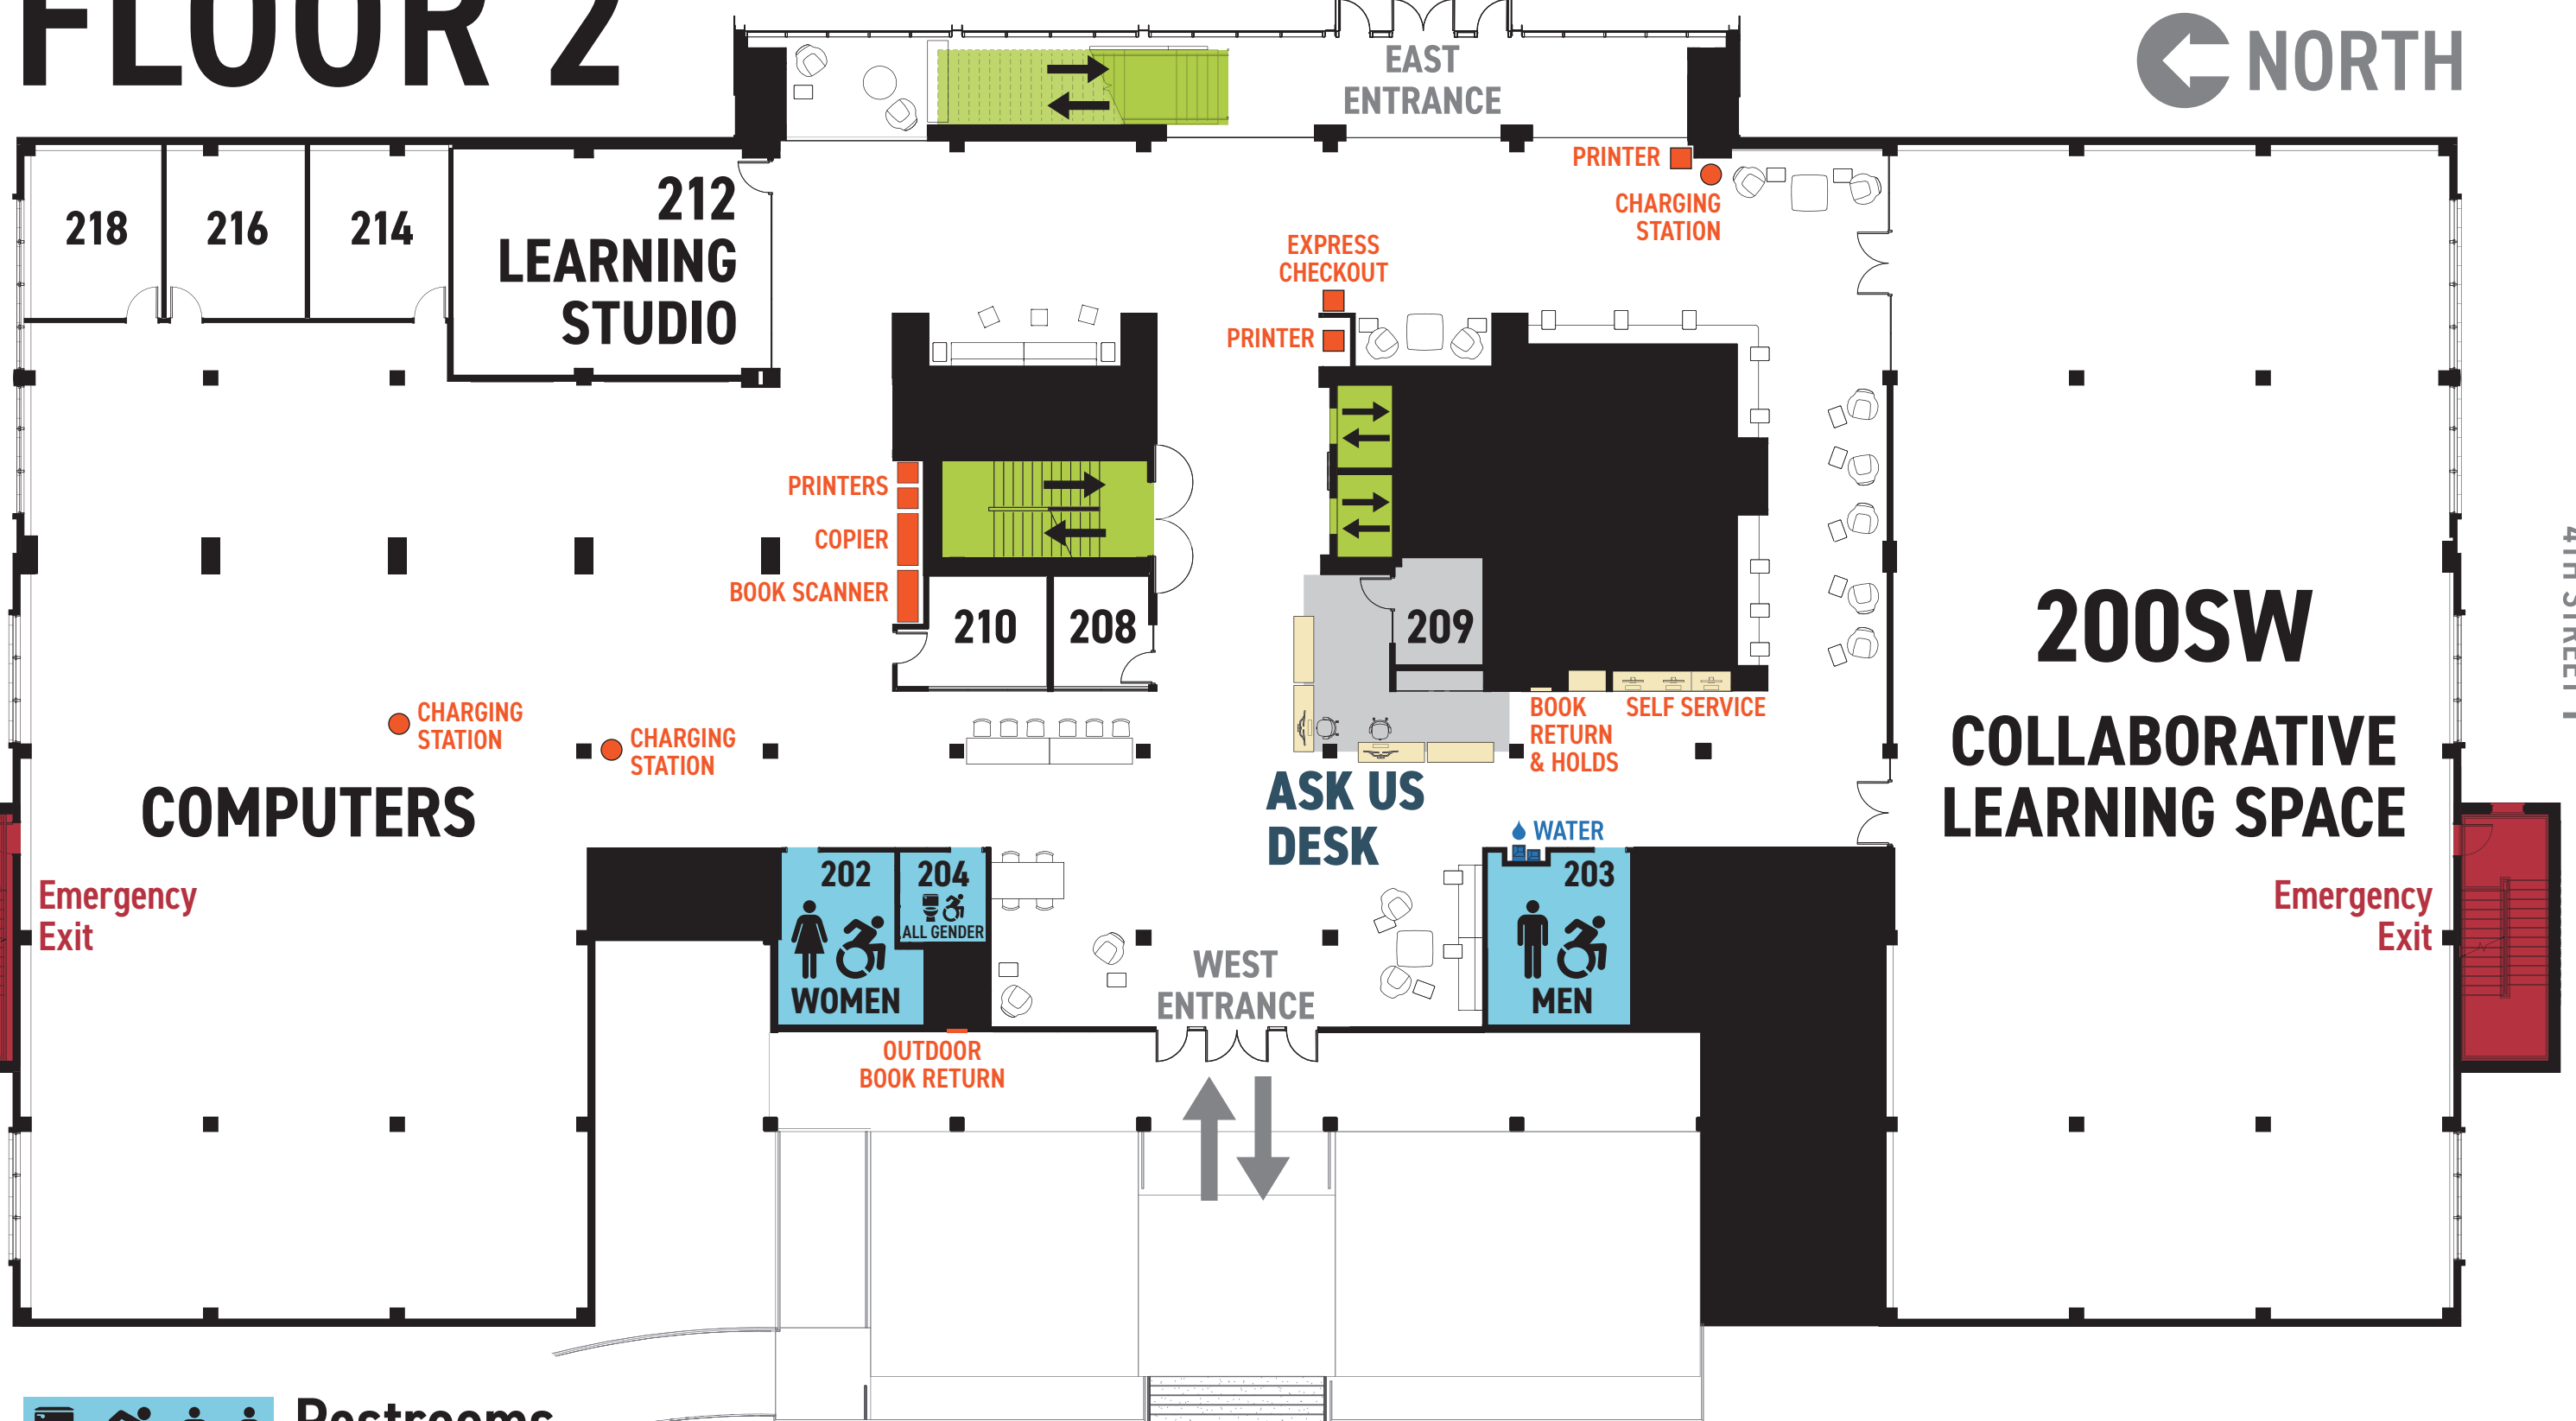 FLOOR 2
EAST
ENTRANCE
NORTH
PRINTER
CHARGING
STATION
218
216
214
212
LEARNING
STUDIO
EXPRESS
CHECKOUT
PRINTER
PRINTERS
COPIER
BOOK SCANNER
210
208
209
200SW
COLLABORATIVE
LEARNING SPACE
4TH STREET
CHARGING
STATION
CHARGING
STATION
BOOK
RETURN
& HOLDS
SELF SERVICE
COMPUTERS
ASK US
DESK
WATER
Emergency
Exit
202
WOMEN
204
ALL GENDER
203
MEN
Emergency
Exit
WEST
ENTRANCE
OUTDOOR
BOOK RETURN
Restrooms